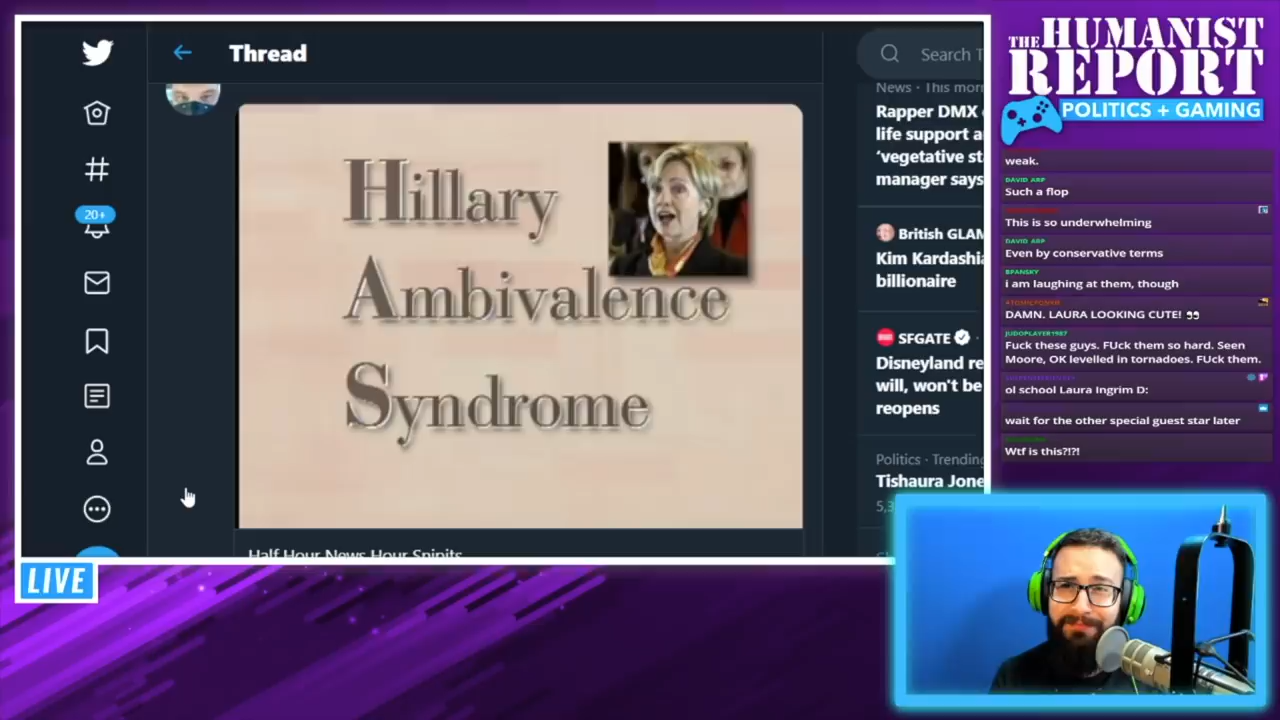 Thread
Search T
20+
Hillary
Ambivalence
Syndrome
Half Hour News Hour Snipits
News · This mor
Rapper DMX
life support a
‘vegetative st
manager says
British GLAM
Kim Kardashi
billionaire
SFGATE
Disneyland re
will, won't be
reopens
Politics · Trending
Tishaura Jone
5,3
THE HUMANIST
REPORT
POLITICS + GAMING
weak.
DAVID ARP
Such a flop
This is so underwhelming
DAVID ARP
Even by conservative terms
BPANSKY
i am laughing at them, though
DAMN. LAURA LOOKING CUTE!
JUDOPLAYER1987
Fuck these guys. FUck them so hard. Seen
Moore, OK levelled in tornadoes. FUck them.
ol school Laura Ingrim D:
wait for the other special guest star later
Wtf is this?!?!
LIVE